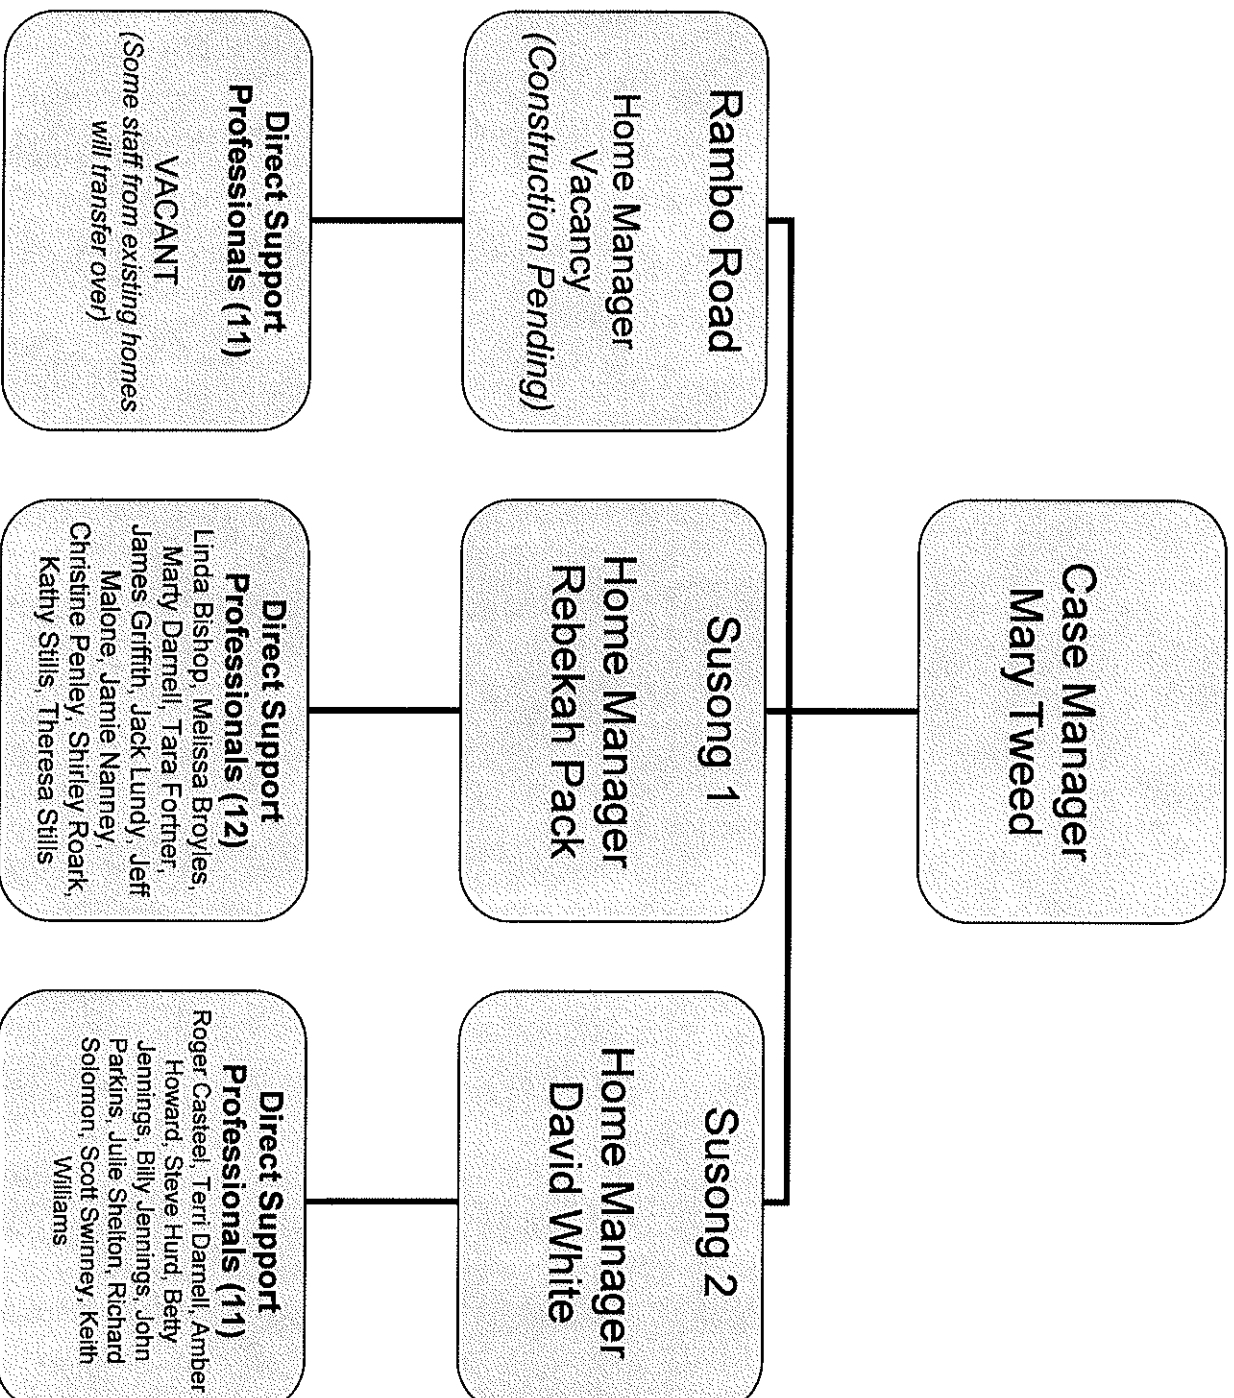 Case Manager
Mary Tweed
Rambo Road
Home Manager
Vacancy
(Construction Pending)
Susong 1
Home Manager
Rebekah Pack
Susong 2
Home Manager
David White
Direct Support
Professionals (11)
VACANT
(Some staff from existing homes
will transfer over)
Direct Support
Professionals (12)
Linda Bishop, Melissa Broyles,
Marty Darnell, Tara Fortner,
James Griffith, Jack Lundy, Jeff
Malone, Jamie Nanney,
Christine Penley, Shirley Roark,
Kathy Stills, Theresa Stills
Direct Support
Professionals (11)
Roger Casteel, Terri Darnell, Amber
Howard, Steve Hurd, Betty
Jennings, Billy Jennings, John
Parkins, Julie Shelton, Richard
Solomon, Scott Swinney, Keith
Williams